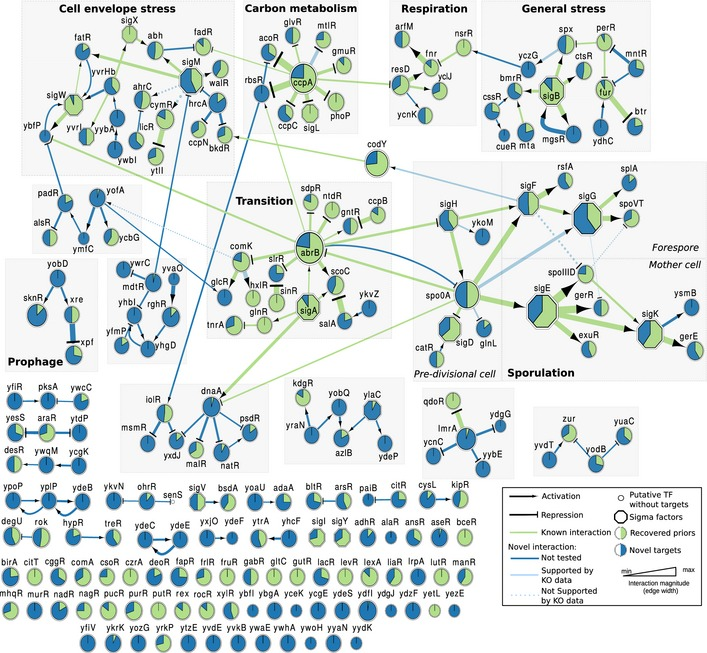 Cell envelope stress
Carbon metabolism
Respiration
General stress
sigX
fatR
abh
fadR
yvrHb
sigM
walR
ahrC
hrcA
sigW
cymR
yvrI
yybA
licR
ybfP
ywbI
ytlI
ccpN
bkdR
glvR
mtlR
acoR
gmuR
rbsR
ccpA
phoP
ccpC
sigL
arfM
nsrR
fnr
resD
yclJ
ycnK
spx
perR
yczG
ctsR
mntR
bmrR
sigB
fur
cssR
btr
cueR
mta
mgsR
ydhC
codY
padR
yofA
alsR
ymfC
ycbG
Transition
sdpR
ntdR
ccpB
gntR
comK
abrB
slrR
scoC
glcR
hxlR
sinR
ykvZ
glnR
sigA
tnrA
salA
rsfA
splA
sigF
sigG
sigH
spoVT
ykoM
Forespore
Mother cell
spoIIID
spo0A
sigE
gerR
ysmB
sigK
sigD
glnL
catR
exuR
gerE
Pre-divisional cell
Sporulation
yobD
ywrC
yvaO
mdtR
sknR
xre
yhbI
rghR
yfmP
xpf
yhgD
Prophage
yfiR
pksA
ywcC
yesS
araR
ytdP
desR
ywqM
ycgK
iolR
dnaA
msmR
psdR
yxdJ
malR
natR
kdgR
yobQ
ylaC
yraN
azlB
ydeP
qdoR
ydgG
lmrA
ycnC
yybE
zur
yuaC
yvdT
yodB
ypoP
yplP
ydeB
ykvN
ohrR
senS
sigV
bsdA
yoaU
adaA
bltR
arsR
paiB
citR
cysL
kipR
degU
rok
hypR
treR
ydeC
ydeE
yxjO
ydeF
ytrA
yhcF
sigI
sigY
adhR
alaR
ansR
aseR
bceR
birA
citT
cggR
comA
csoR
czrA
deoR
fapR
frlR
fruR
gabR
gltC
gutR
lacR
levR
lexA
liaR
lrpA
lutR
manR
mhqR
murR
nadR
nagR
pucR
purR
putR
rex
rocR
xylR
ybfI
ybgA
yceK
ycgE
ydeS
ydfI
ydgJ
ydzF
yetL
yezE
yfiV
ykrK
yozG
yrkP
ytzE
yvdE
yvkB
ywaE
ywhA
ywoH
yyaN
yydK
Activation
Repression
Known interaction
Novel interaction:
Not tested
Supported by
KO data
Not Supported
by KO data
Putative TF
without targets
Sigma factors
Recovered priors
Novel targets
min
max
Interaction magnitude
(edge width)